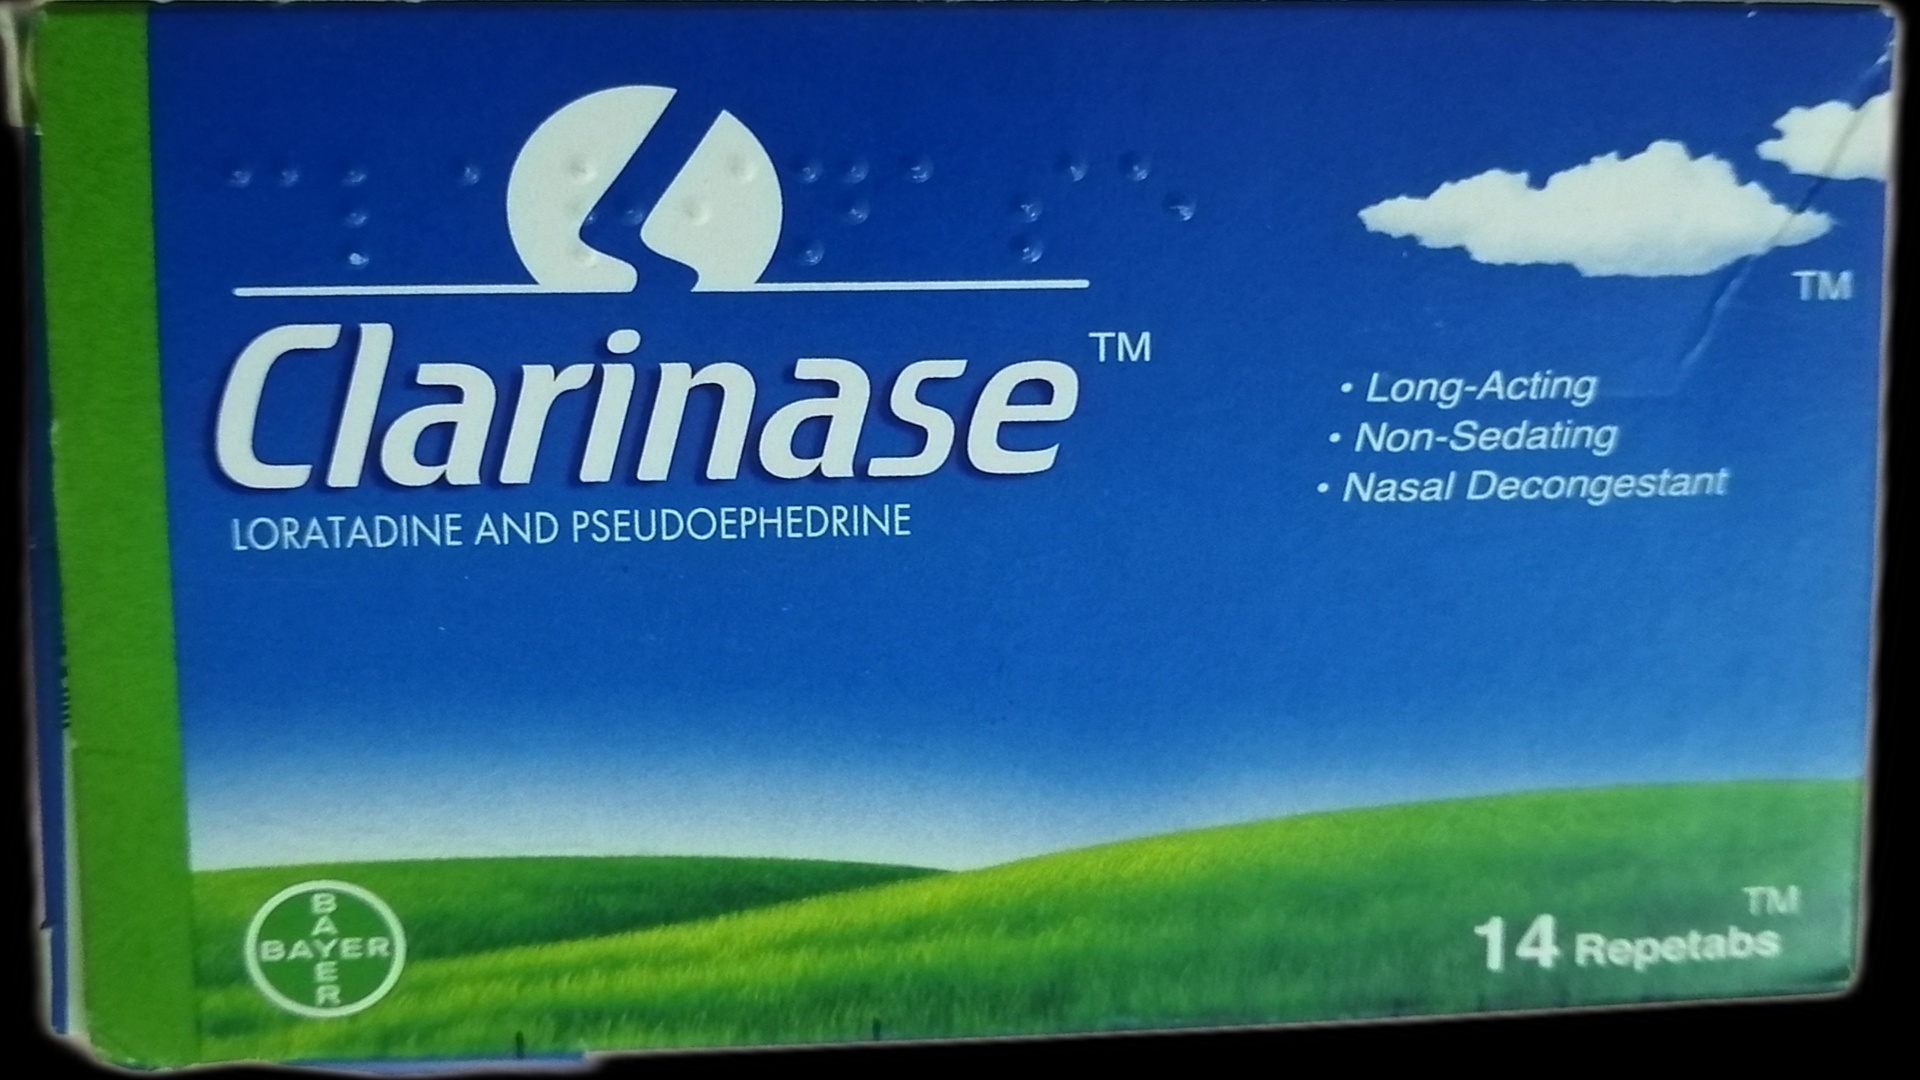 Clarinase™
LORATADINE AND PSEUDOEPHEDRINE
TM
• Long-Acting
• Non-Sedating
• Nasal Decongestant
BAYER
BAYER
14 Repetabs™